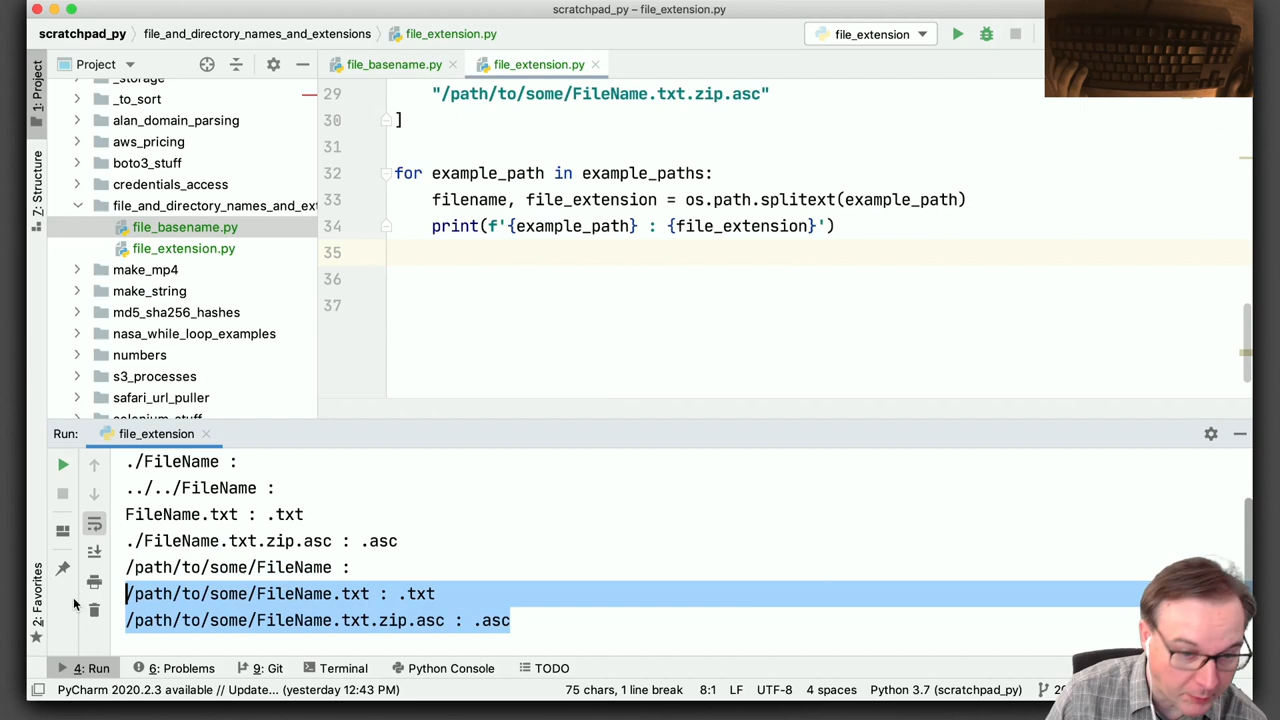 scratchpad_py – file_extension.py
scratchpad_py
file_and_directory_names_and_extensions
file_extension.py
file_extension
1: Project
Z: Structure
2: Favorites
Project
_storage
_to_sort
alan_domain_parsing
aws_pricing
boto3_stuff
credentials_access
file_and_directory_names_and_ext
file_basename.py
file_extension.py
make_mp4
make_string
md5_sha256_hashes
nasa_while_loop_examples
numbers
s3_processes
safari_url_puller
selenium_stuff
file_basename.py
file_extension.py
29 "/path/to/some/FileName.txt.zip.asc"
30 ]
31
32 for example_path in example_paths:
33 filename, file_extension = os.path.splitext(example_path)
34 print(f'{example_path} : {file_extension}')
35
36
37
Run: file_extension
./FileName :
../../FileName :
FileName.txt : .txt
./FileName.txt.zip.asc : .asc
/path/to/some/FileName :
/path/to/some/FileName.txt : .txt
/path/to/some/FileName.txt.zip.asc : .asc
4: Run 6: Problems 9: Git Terminal Python Console TODO
PyCharm 2020.2.3 available // Update... (yesterday 12:43 PM) 75 chars, 1 line break 8:1 LF UTF-8 4 spaces Python 3.7 (scratchpad_py)